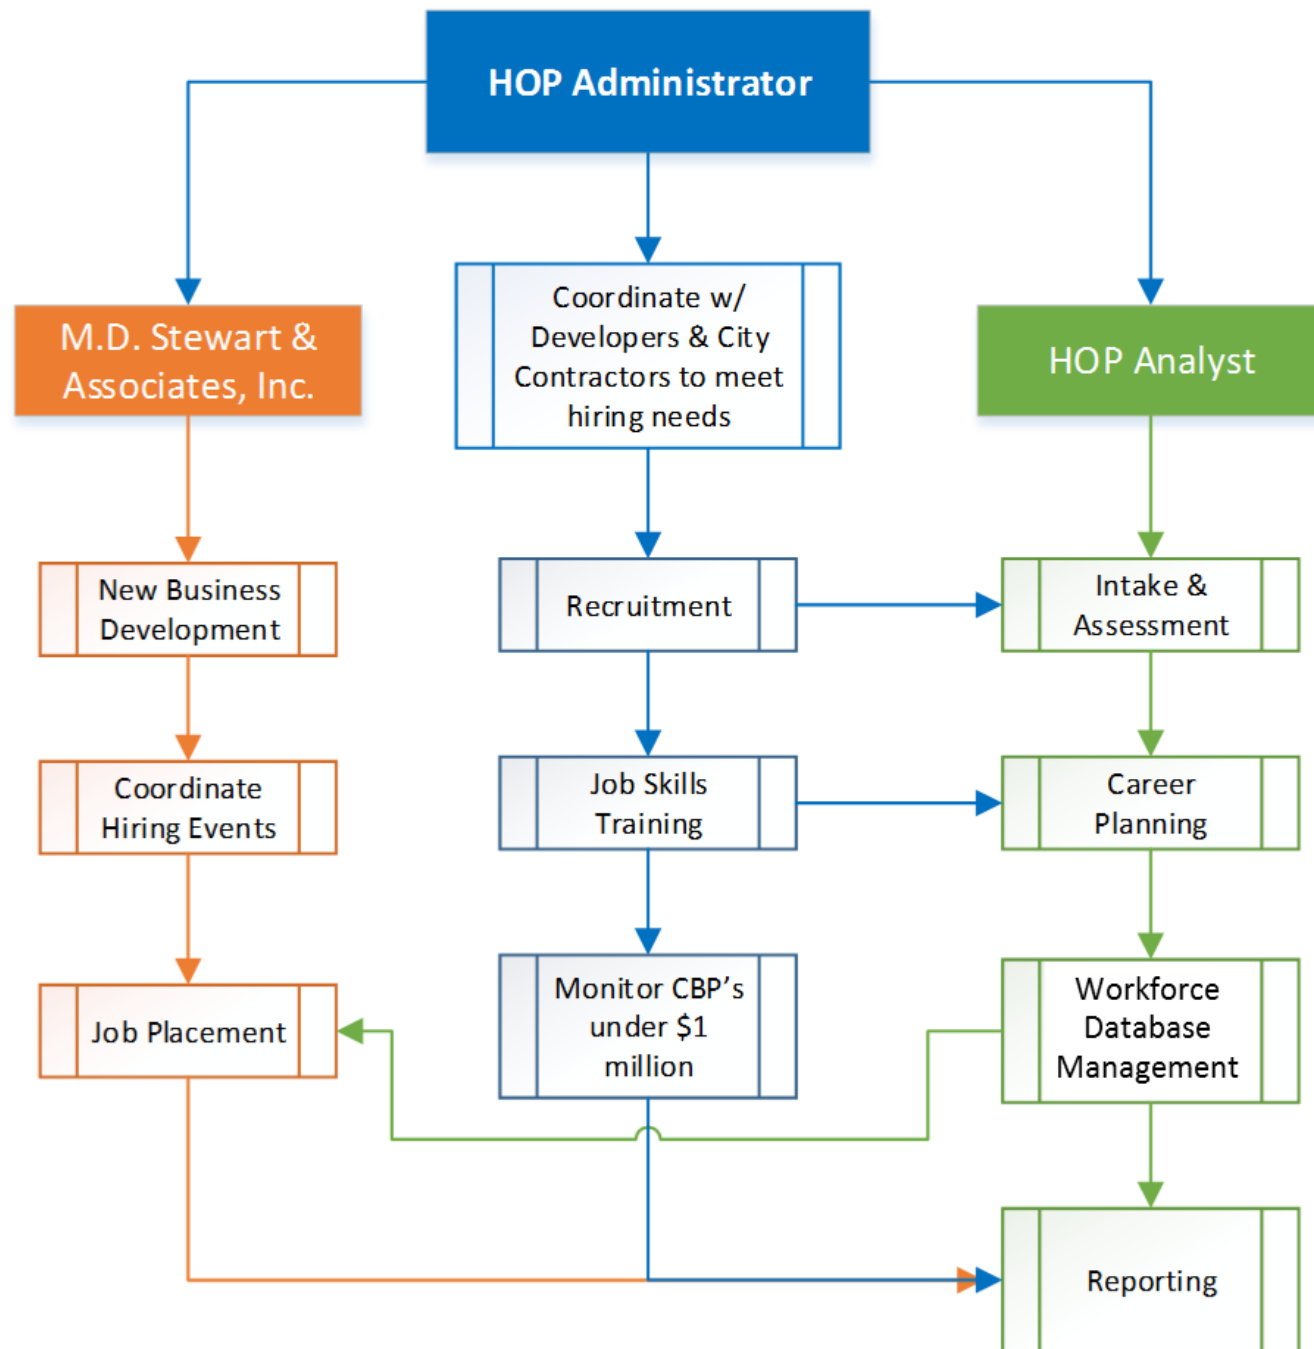 HOP Administrator
M.D. Stewart &
Associates, Inc.
Coordinate w/
Developers & City
Contractors to meet
hiring needs
HOP Analyst
New Business
Development
Recruitment
Intake &
Assessment
Coordinate
Hiring Events
Job Skills
Training
Career
Planning
Job Placement
Monitor CBP's
under $1
million
Workforce
Database
Management
Reporting